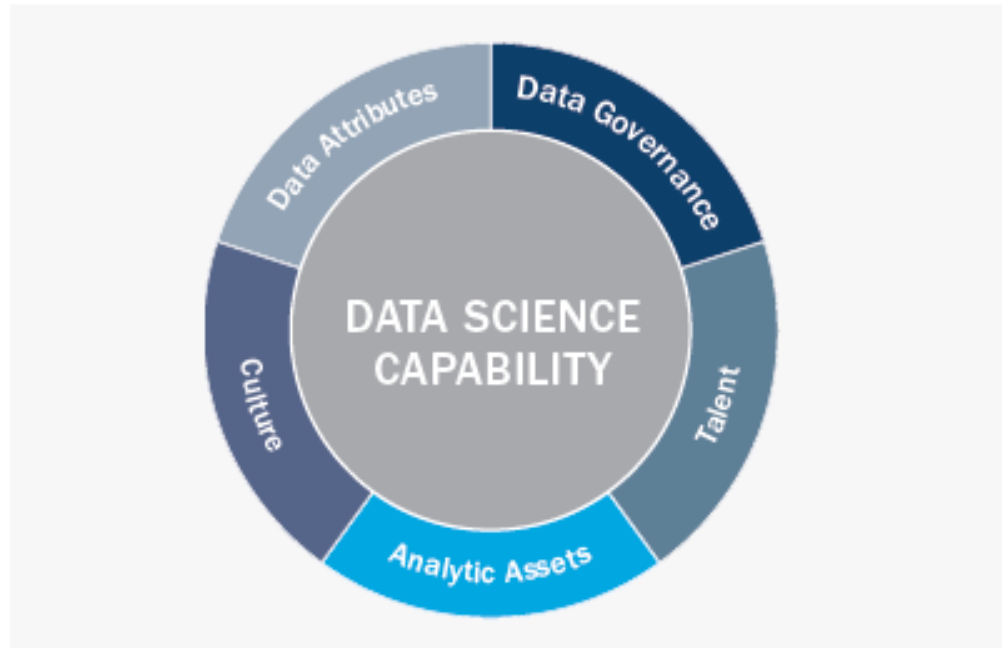 Data Attributes
Data Governance
DATA SCIENCE
CAPABILITY
Culture
Talent
Analytic Assets